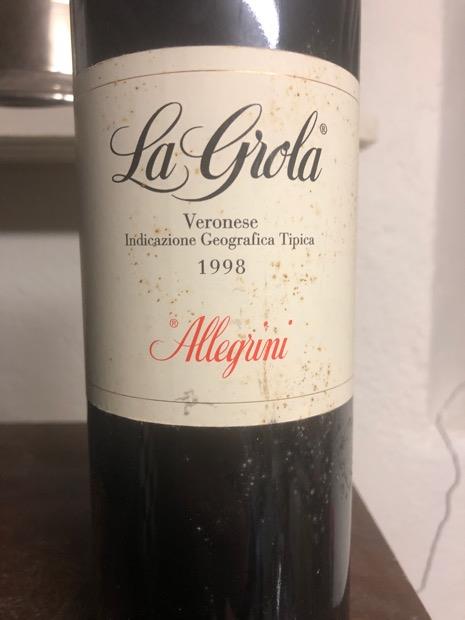 La Grola®
Veronese
Indicazione Geografica Tipica
1998
®Allegrini